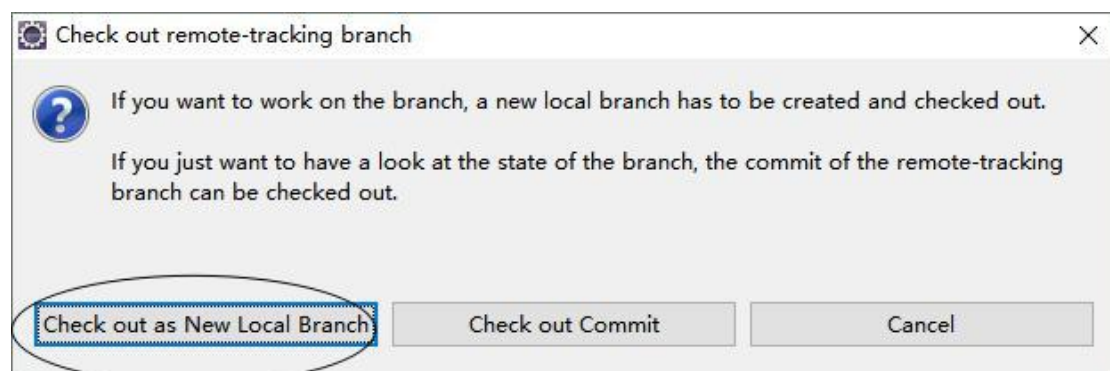 Check out remote-tracking branch
If you want to work on the branch, a new local branch has to be created and checked out.
If you just want to have a look at the state of the branch, the commit of the remote-tracking
branch can be checked out.
Check out as New Local Branch Check out Commit Cancel